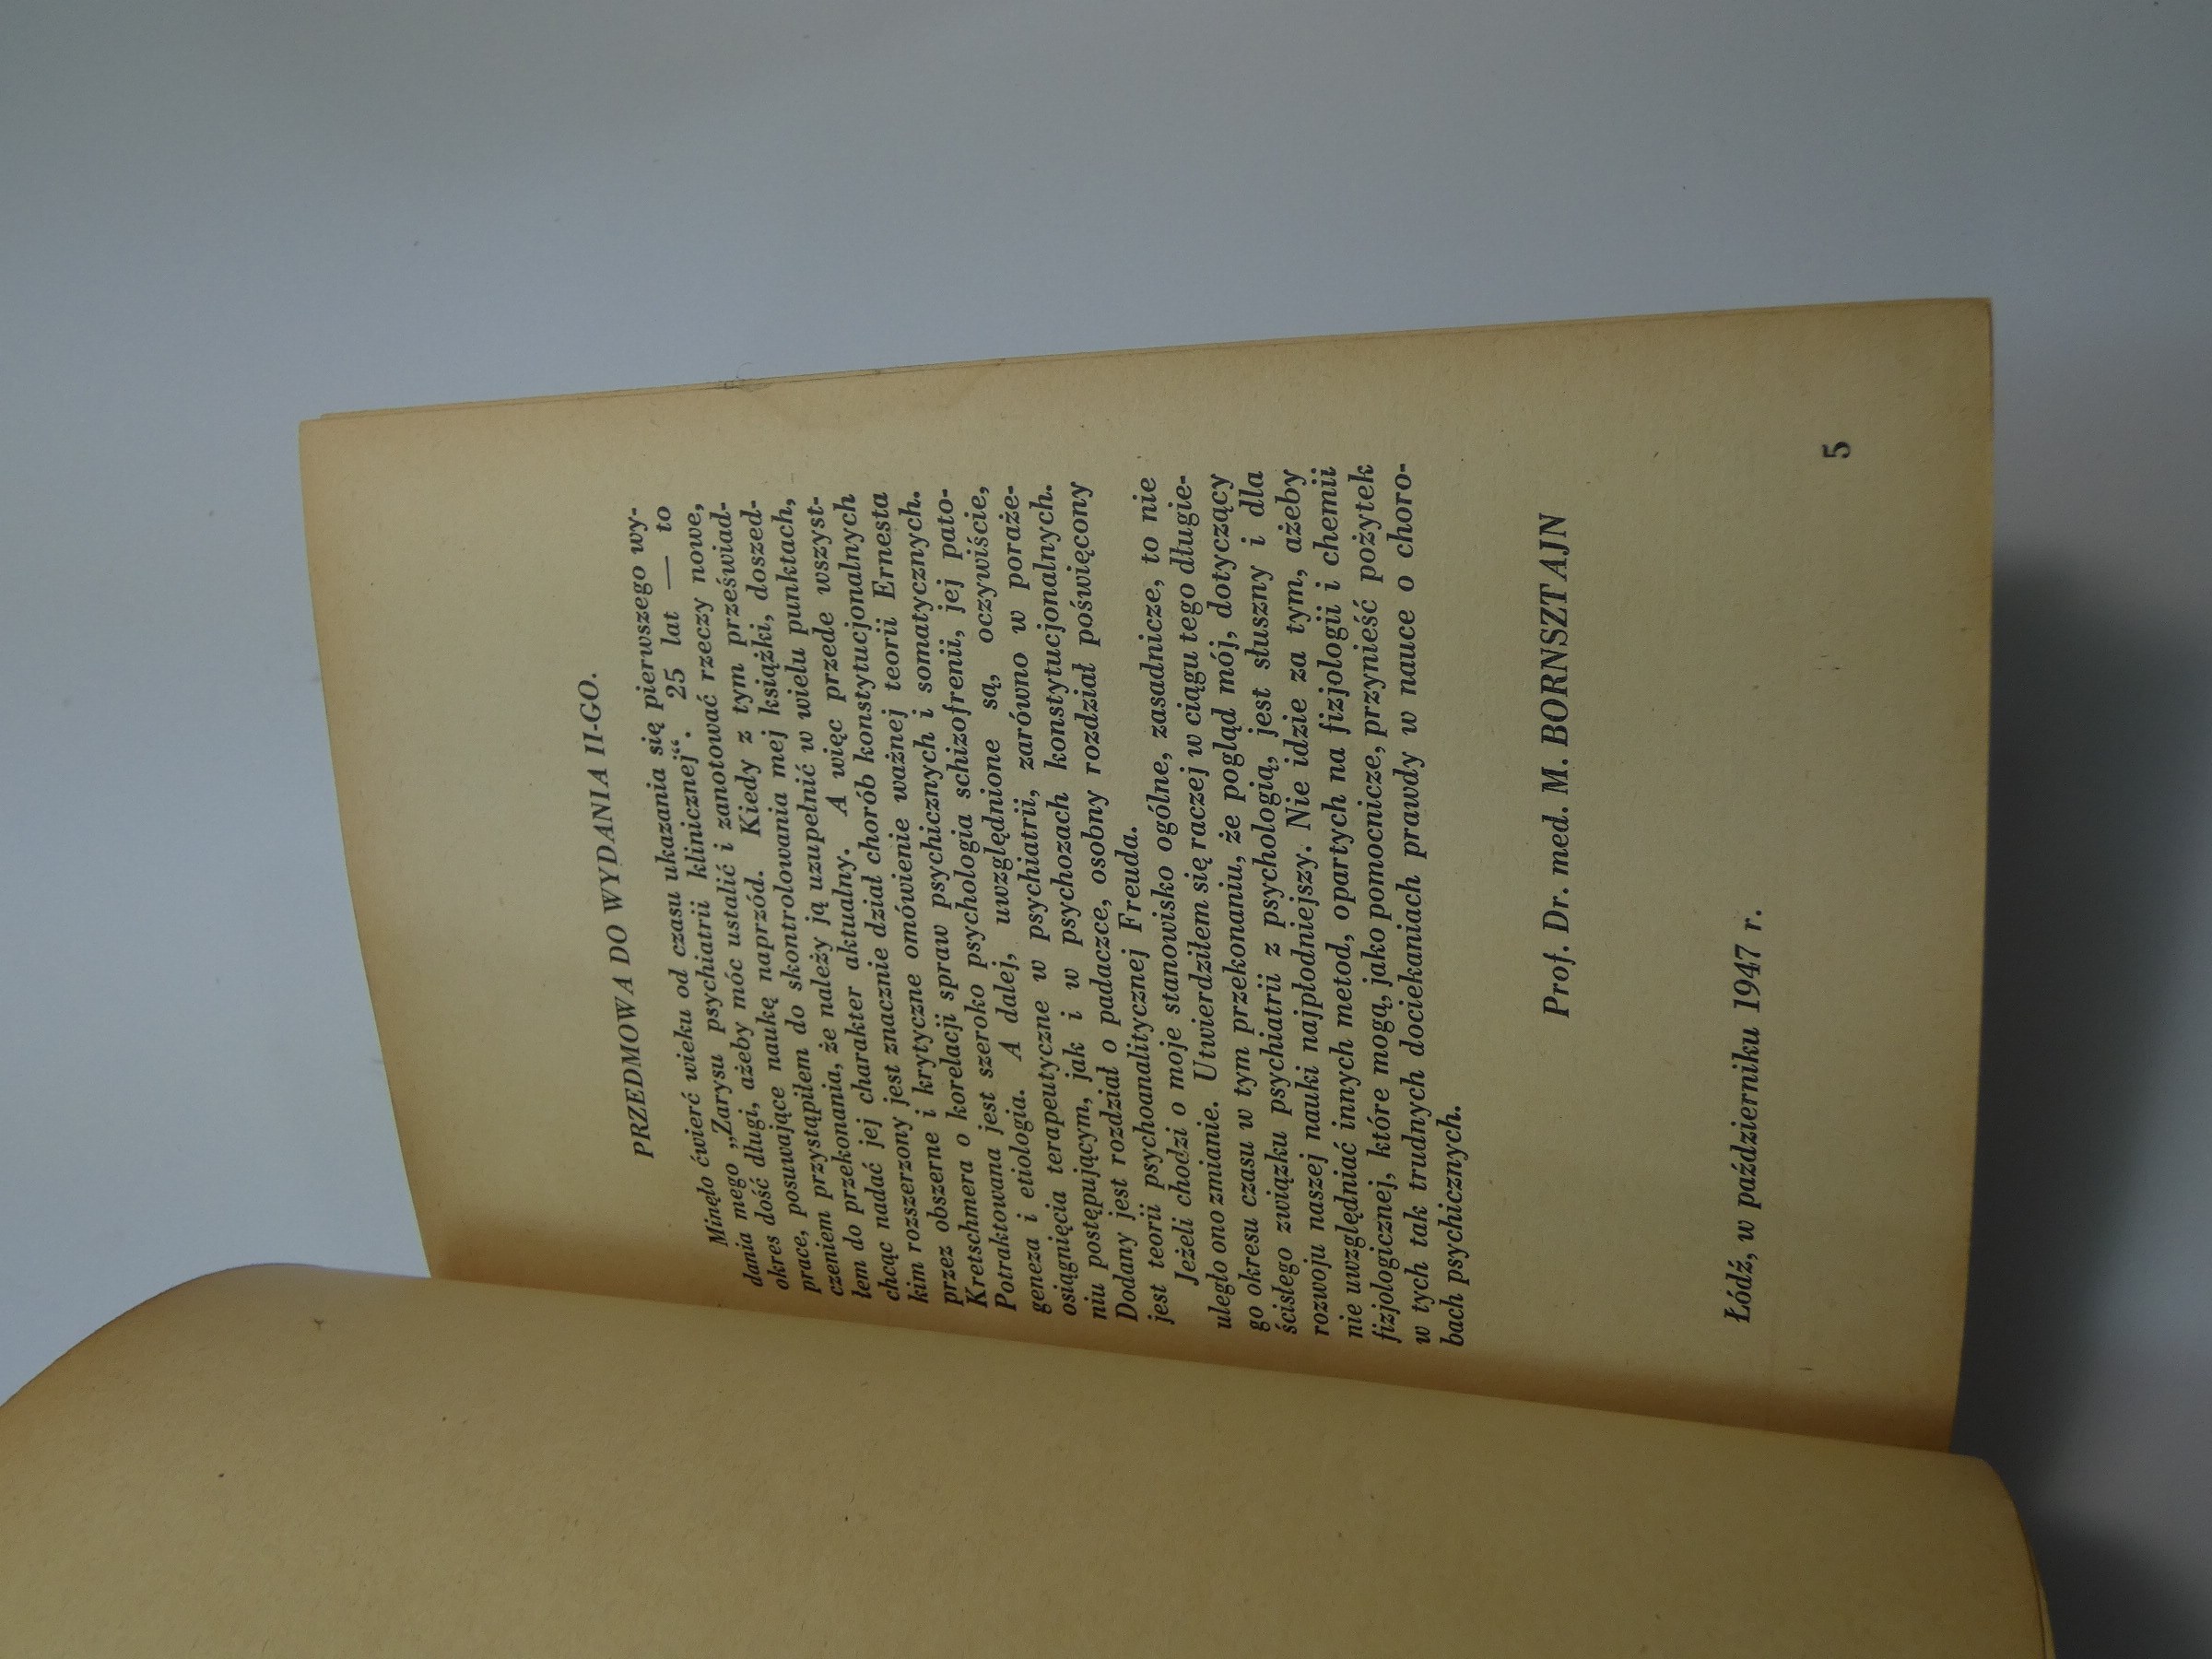 PRZEDMOWA DO WYDANIA II-GO.
Minęło ćwierć wieku od czasu ukazania się pierwszego wy-
dania mego „Zarysu psychiatrii klinicznej“. 25 lat — to
okres dość długi, ażeby móc ustalić i zanotować rzeczy nowe,
prace, posuwające naukę naprzód. Kiedy z tym przeświad-
czeniem przystąpiłem do skontrolowania mej książki, doszed-
łem do przekonania, że należy ją uzupełnić w wielu punktach,
chcąc nadać jej charakter aktualny. A więc przede wszyst-
kim rozszerzony jest znacznie dział chorób konstytucjonalnych
przez obszerne i krytyczne omówienie ważnej teorii Ernesta
Kretschmera o korelacji spraw psychicznych i somatycznych.
Potraktowana jest szeroko psychologia schizofrenii, jej pato-
geneza i etiologia. A dalej, uwzględnione są, oczywiście,
osiągnięcia terapeutyczne w psychiatrii, zarówno w poraże-
niu postępującym, jak i w psychozach konstytucjonalnych.
Dodany jest rozdział o padaczce, osobny rozdział poświęcony
jest teorii psychoanalitycznej Freuda.
Jeżeli chodzi o moje stanowisko ogólne, zasadnicze, to nie
uległo ono zmianie. Utwierdziłem się raczej w ciągu tego długie-
go okresu czasu w tym przekonaniu, że pogląd mój, dotyczący
ścisłego związku psychiatrii z psychologią, jest słuszny i dla
rozwoju naszej nauki najpłodniejszy. Nie idzie za tym, ażeby
nie uwzględniać innych metod, opartych na fizjologii i chemii
fizjologicznej, które mogą, jako pomocnicze, przynieść pożytek
w tych tak trudnych dociekaniach prawdy w nauce o choro-
bach psychicznych.
Prof. Dr. med. M. BORNSZTAJN
Łódź, w październiku 1947 r.
5